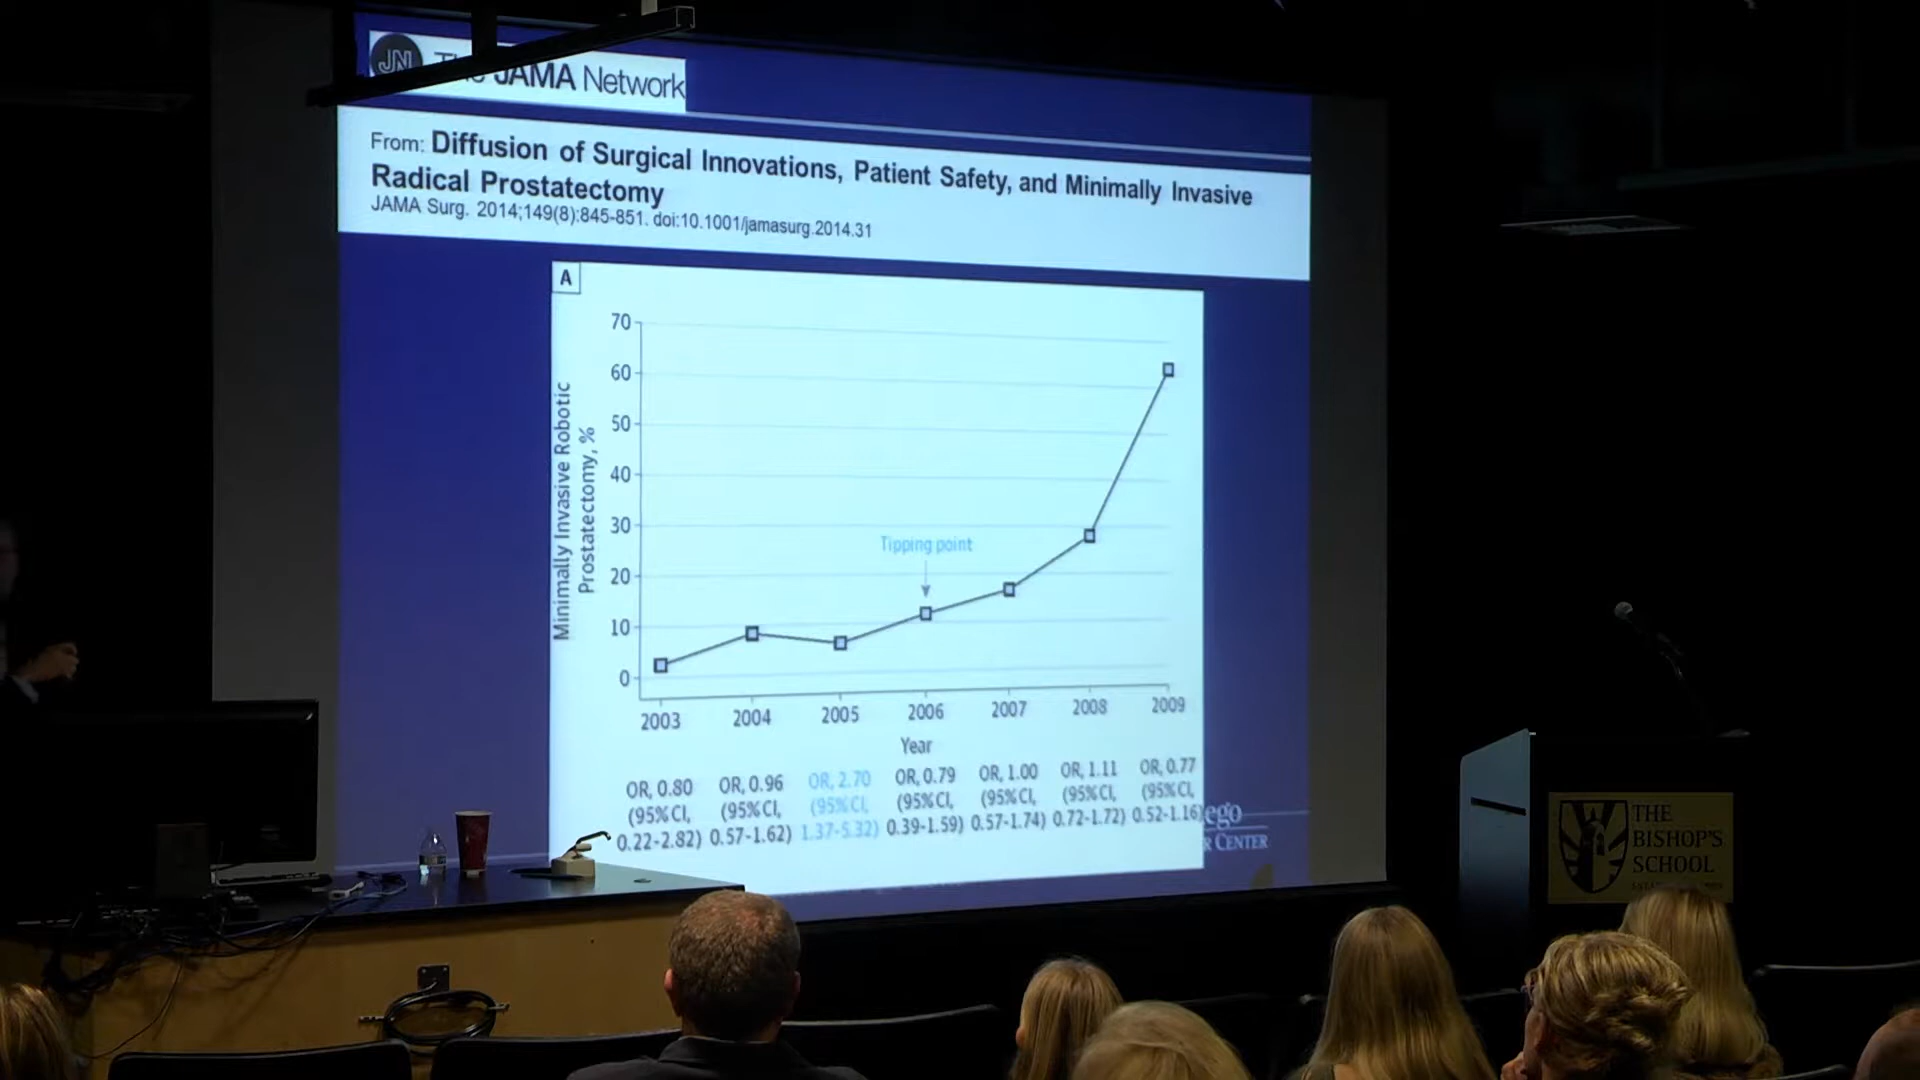 JN The JAMA Network
From: Diffusion of Surgical Innovations, Patient Safety, and Minimally Invasive
Radical Prostatectomy
JAMA Surg. 2014;149(8):845-851. doi:10.1001/jamasurg.2014.31
A
Minimally Invasive Robotic
Prostatectomy, %
70
60
50
40
30
20
10
0
Tipping point
2003 2004 2005 2006 2007 2008 2009
Year
OR, 0.80 OR, 0.96 OR, 2.70 OR, 0.79 OR, 1.00 OR, 1.11 OR, 0.77
(95% CI, (95% CI, (95% CI, (95% CI, (95% CI, (95% CI, (95% CI,
0.22-2.82) 0.57-1.62) 1.37-5.32) 0.39-1.59) 0.57-1.74) 0.72-1.72) 0.52-1.16)
ego
R CENTER
THE
BISHOP'S
SCHOOL